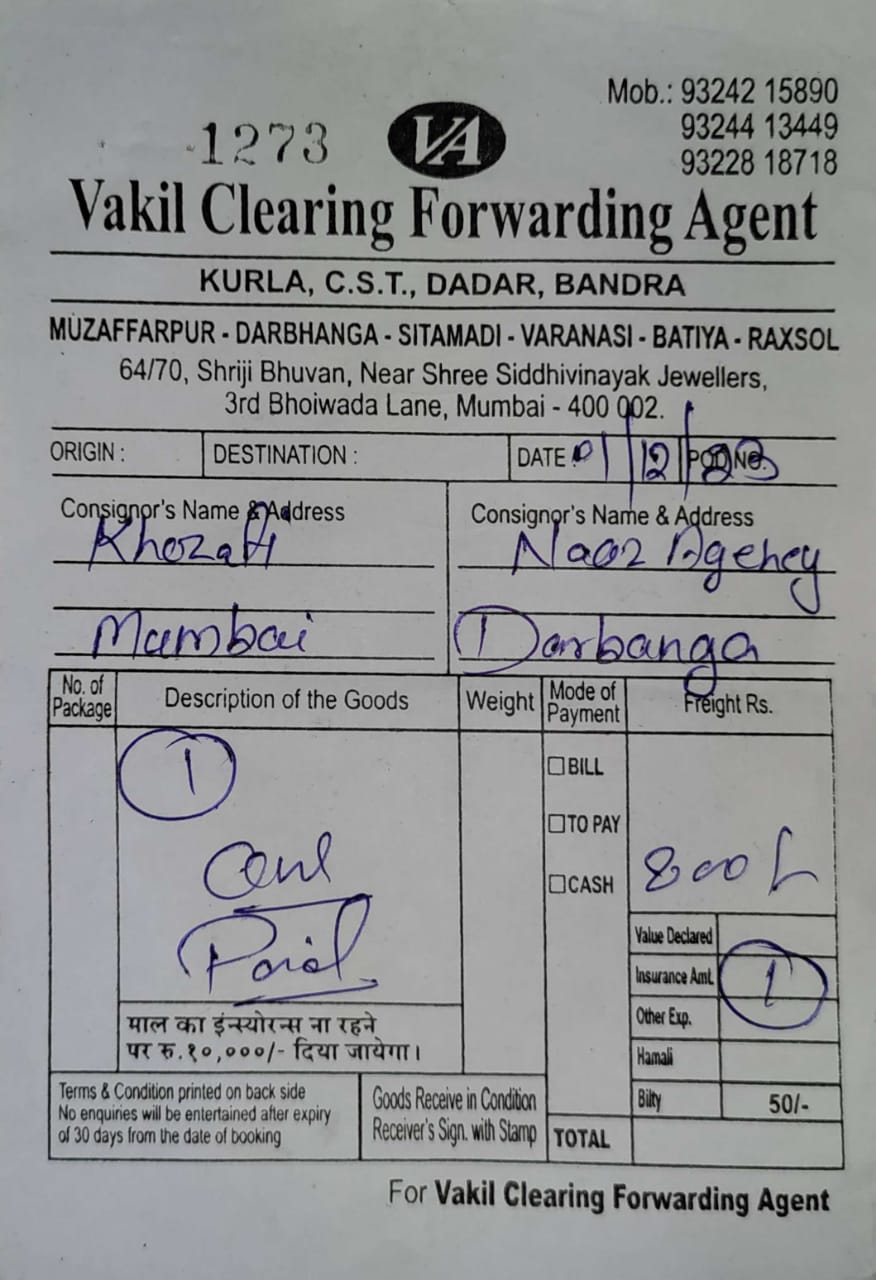 Mob.: 93242 15890
93244 13449
93228 18718
1273
VA
Vakil Clearing Forwarding Agent
KURLA, C.S.T., DADAR, BANDRA
MUZAFFARPUR - DARBHANGA - SITAMADI - VARANASI - BATIYA - RAXSOL
64/70, Shriji Bhuvan, Near Shree Siddhivinayak Jewellers,
3rd Bhoiwada Lane, Mumbai - 400 002.
ORIGIN : DESTINATION : DATE : 01/12/23 POD No.
Consignor's Name & Address Consignor's Name & Address
Naaz Agency
Mumbai Darbanga
No. of Package Description of the Goods Weight Mode of Payment Freight Rs.
1
BILL
TO PAY
CASH
800/-
Paid
Value Declared
Insurance Amt. 1
Other Exp.
Hamali
Bilty 50/-
TOTAL
माल का इंन्स्योरन्स ना रहने
पर रु.१०,०००/- दिया जायेगा।
Terms & Condition printed on back side
No enquiries will be entertained after expiry
of 30 days from the date of booking
Goods Receive in Condition
Receiver's Sign. with Stamp
For Vakil Clearing Forwarding Agent